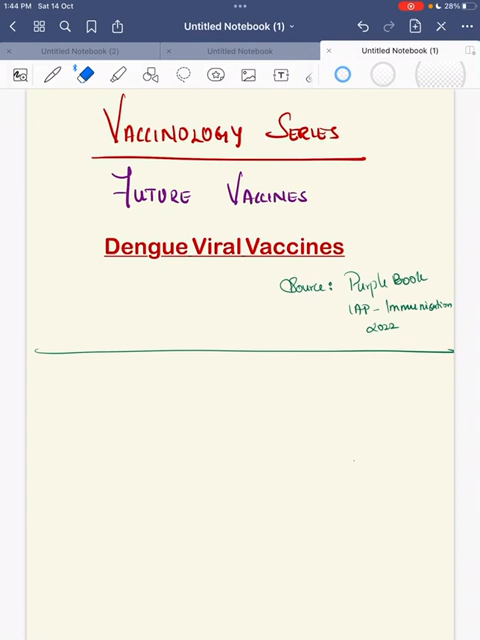 1:44 PM Sat 14 Oct
28%
Untitled Notebook (1)
Untitled Notebook (2)
Untitled Notebook
Untitled Notebook (1)
VACCINOLOGY SERIES
FUTURE VACCINES
Dengue Viral Vaccines
Source: Purple Book
IAP - Immunisation
2022